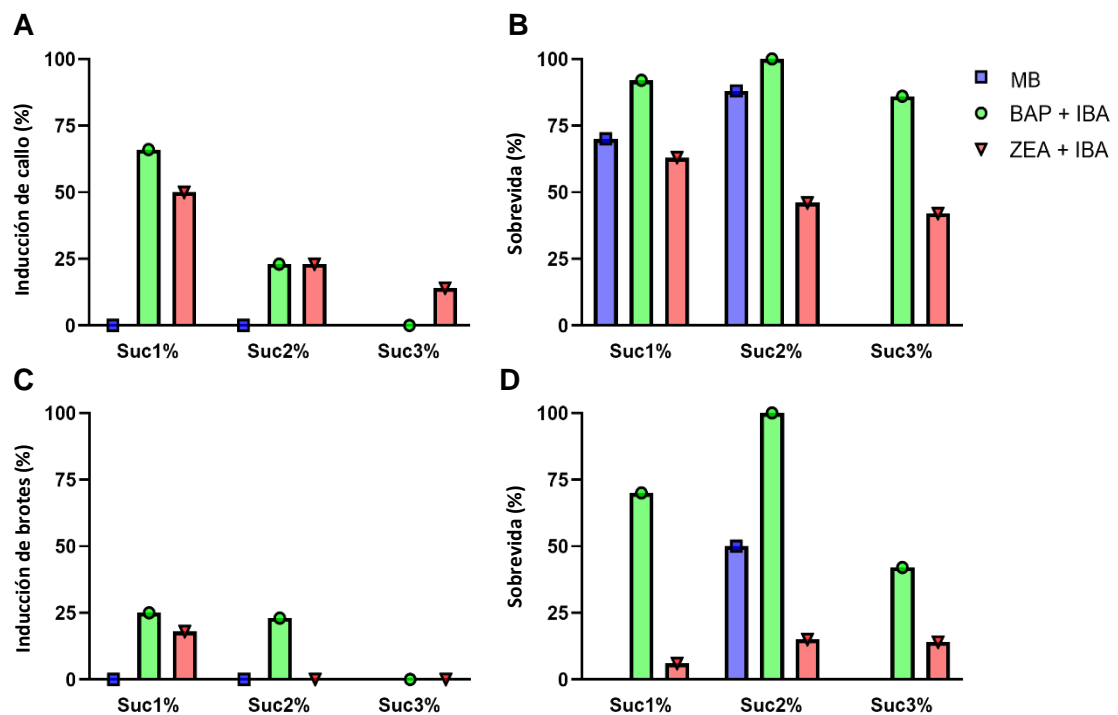 A
Inducción de callo (%)
100
75
50
25
0
Suc1% Suc2% Suc3%
B
Sobrevida (%)
100
75
50
25
0
Suc1% Suc2% Suc3%
MB
BAP + IBA
ZEA + IBA
C
Inducción de brotes (%)
100
75
50
25
0
Suc1% Suc2% Suc3%
D
Sobrevida (%)
100
75
50
25
0
Suc1% Suc2% Suc3%